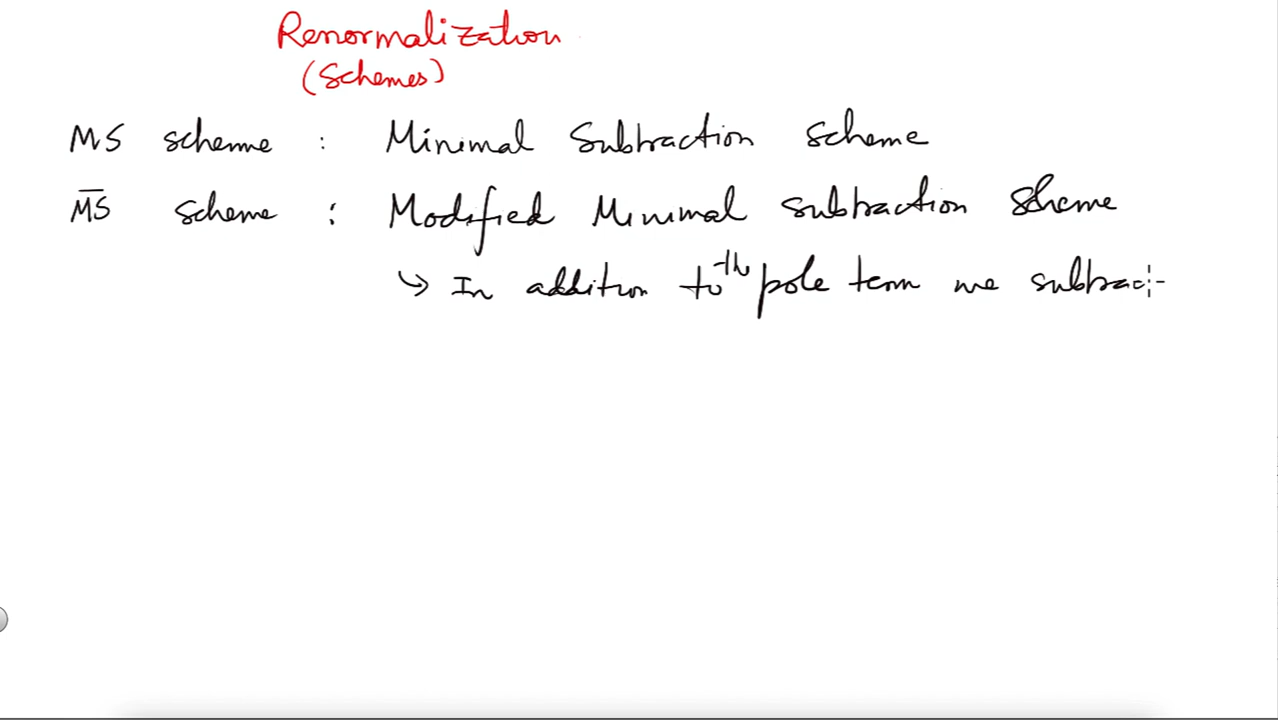 Renormalization
(Schemes)
MS scheme : Minimal Subtraction Scheme
M̅S̅ scheme : Modified Minimal subtraction Scheme
↳ In addition to the pole term we subtract